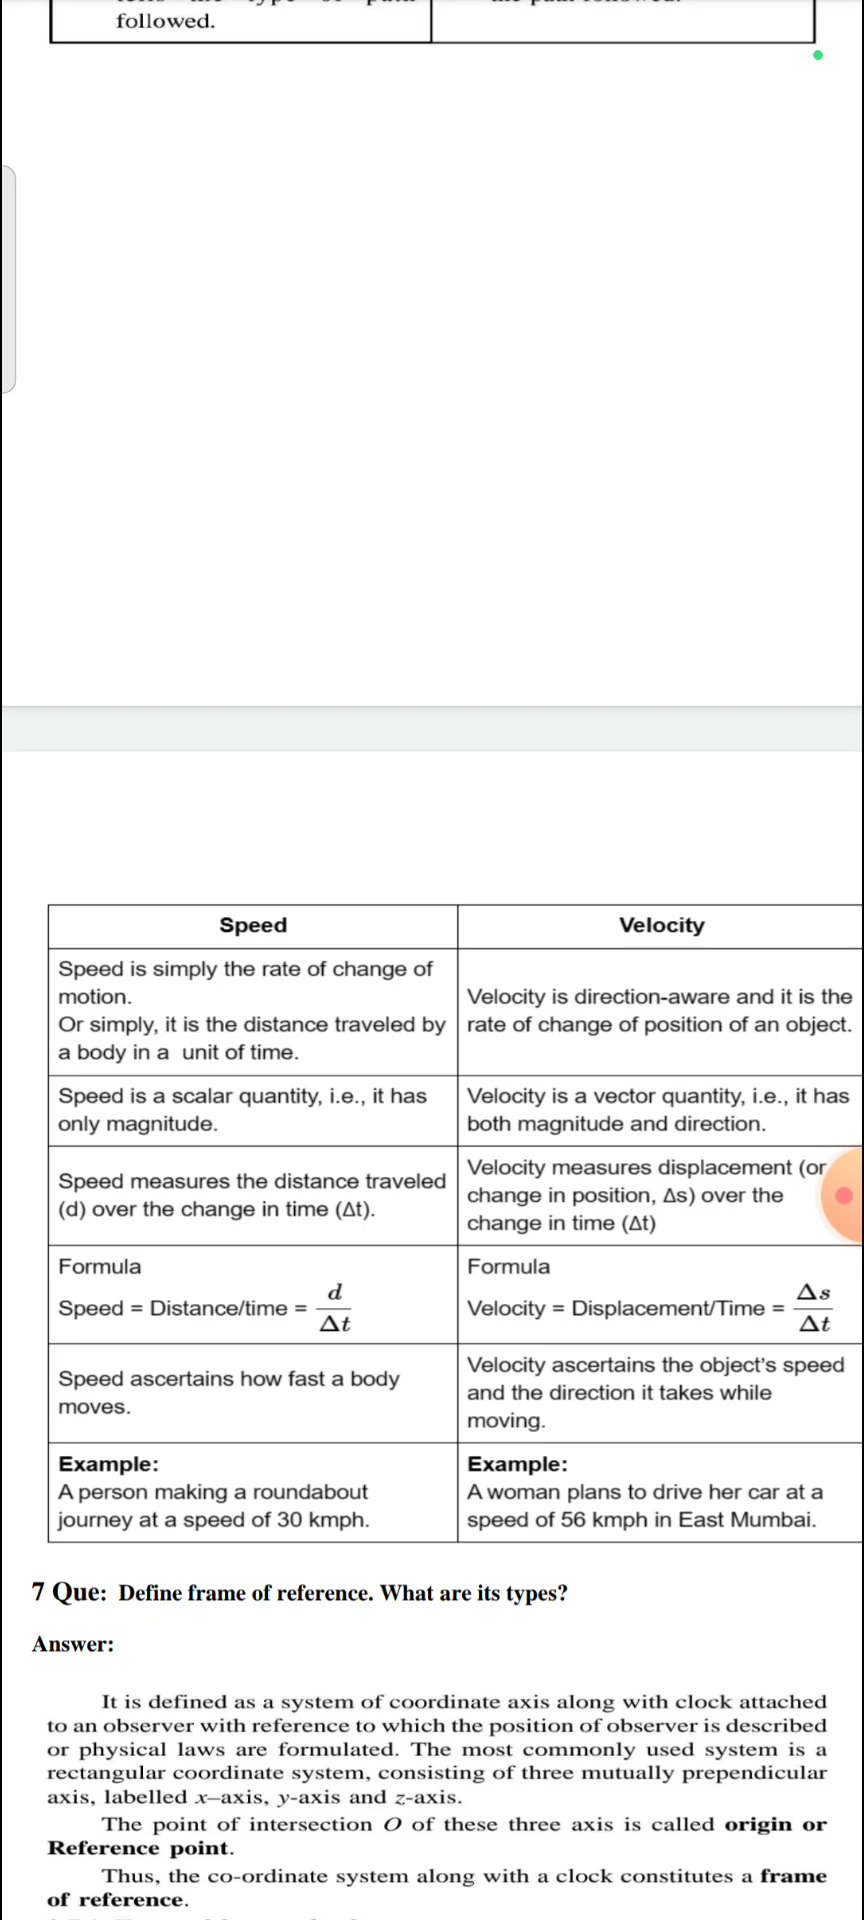 followed.
Speed
Velocity
Speed is simply the rate of change of
motion.
Or simply, it is the distance traveled by
a body in a unit of time.
Velocity is direction-aware and it is the
rate of change of position of an object.
Speed is a scalar quantity, i.e., it has
only magnitude.
Velocity is a vector quantity, i.e., it has
both magnitude and direction.
Speed measures the distance traveled
(d) over the change in time (Δt).
Velocity measures displacement (or
change in position, Δs) over the
change in time (Δt)
Formula
Speed = Distance/time = d/Δt
Formula
Velocity = Displacement/Time = Δs/Δt
Speed ascertains how fast a body
moves.
Velocity ascertains the object's speed
and the direction it takes while
moving.
Example:
A person making a roundabout
journey at a speed of 30 kmph.
Example:
A woman plans to drive her car at a
speed of 56 kmph in East Mumbai.
7 Que: Define frame of reference. What are its types?
Answer:
It is defined as a system of coordinate axis along with clock attached
to an observer with reference to which the position of observer is described
or physical laws are formulated. The most commonly used system is a
rectangular coordinate system, consisting of three mutually prependicular
axis, labelled x–axis, y-axis and z-axis.
The point of intersection O of these three axis is called origin or
Reference point.
Thus, the co-ordinate system along with a clock constitutes a frame
of reference.